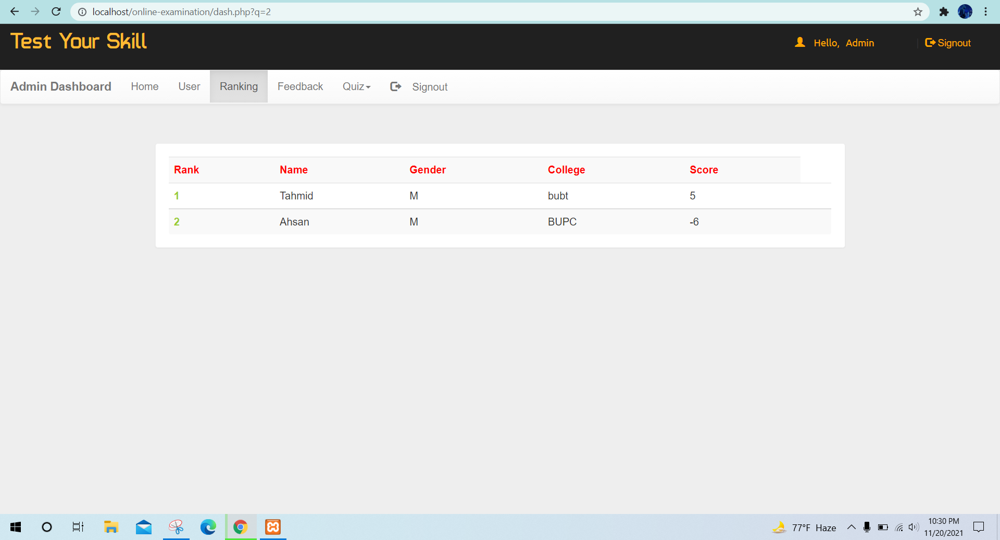 localhost/online-examination/dash.php?q=2
Test Your Skill
Hello, Admin | Signout
Admin Dashboard Home User Ranking Feedback Quiz Signout
Rank Name Gender College Score
1 Tahmid M bubt 5
2 Ahsan M BUPC -6
77°F Haze
10:30 PM
11/20/2021